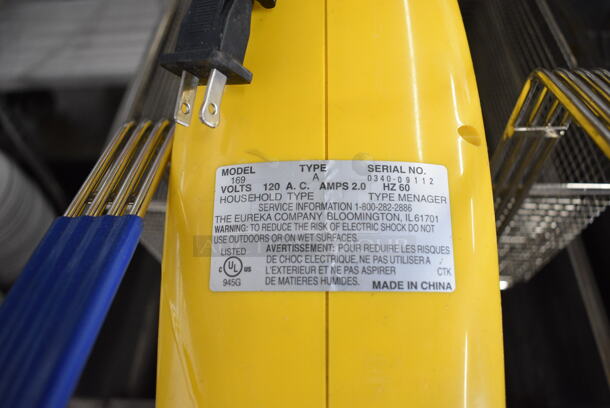 MODEL TYPE SERIAL NO.
169 A 0340-09112
VOLTS 120 A. C. AMPS 2.0 HZ 60
HOUSEHOLD TYPE TYPE MENAGER
SERVICE INFORMATION 1-800-282-2886
THE EUREKA COMPANY BLOOMINGTON, IL 61701
WARNING: TO REDUCE THE RISK OF ELECTRIC SHOCK DO NOT
USE OUTDOORS OR ON WET SURFACES.
LISTED AVERTISSEMENT: POUR REDUIRE LES RISQUES
DE CHOC ELECTRIQUE, NE PAS UTILISER A
C UL US L'EXTERIEUR ET NE PAS ASPIRER CTK
945G DE MATIERES HUMIDES. MADE IN CHINA